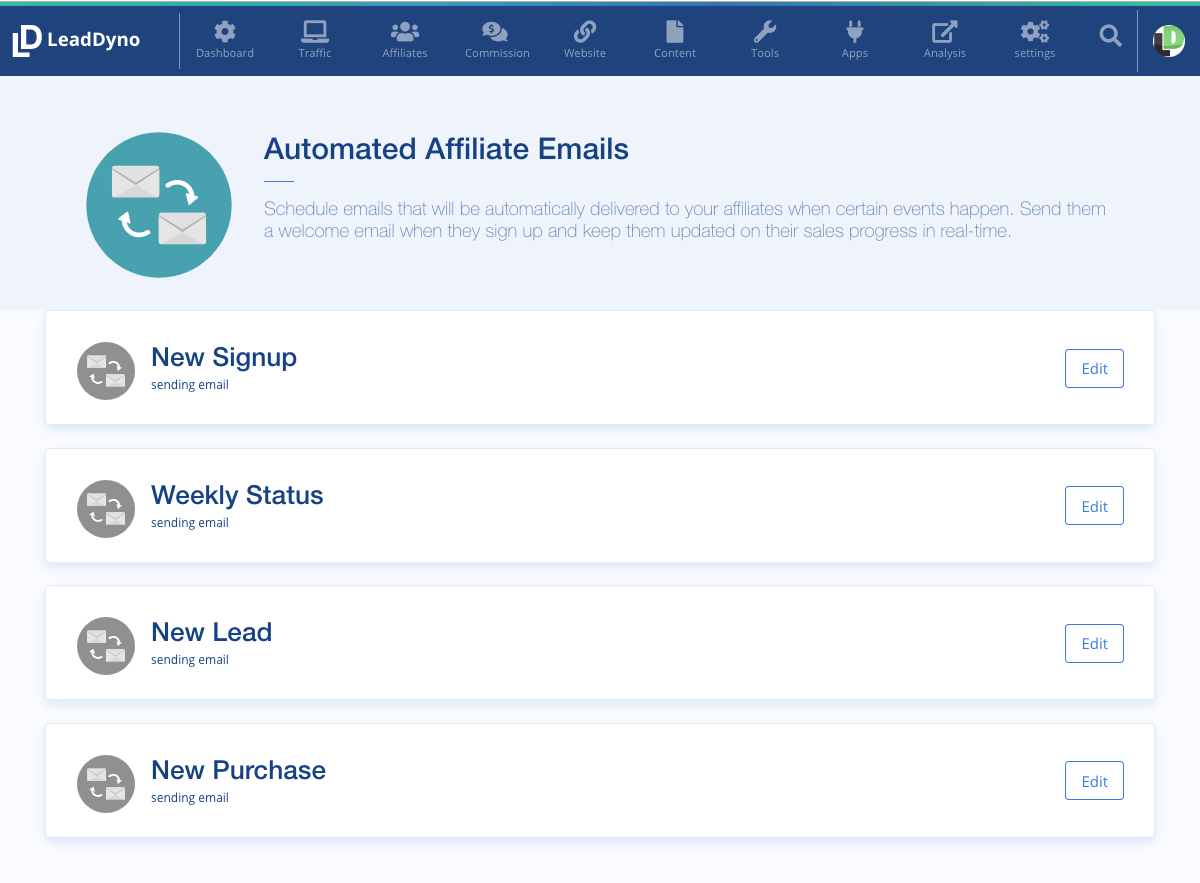 LeadDyno
Dashboard
Traffic
Affiliates
Commission
Website
Content
Tools
Apps
Analysis
settings
Automated Affiliate Emails
Schedule emails that will be automatically delivered to your affiliates when certain events happen. Send them
a welcome email when they sign up and keep them updated on their sales progress in real-time.
New Signup
sending email
Edit
Weekly Status
sending email
Edit
New Lead
sending email
Edit
New Purchase
sending email
Edit